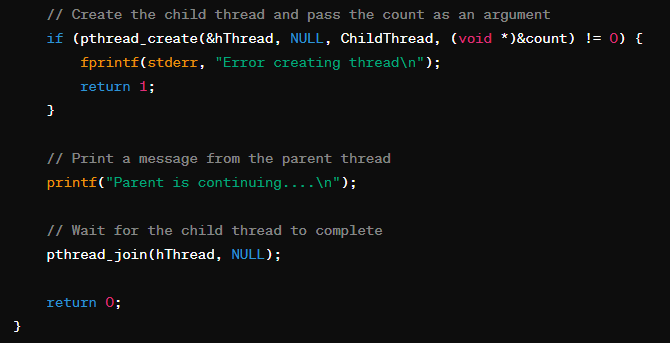 // Create the child thread and pass the count as an argument
if (pthread_create(&hThread, NULL, ChildThread, (void *)&count) != 0) {
fprintf(stderr, "Error creating thread\n");
return 1;
}
// Print a message from the parent thread
printf("Parent is continuing....\n");
// Wait for the child thread to complete
pthread_join(hThread, NULL);
return 0;
}